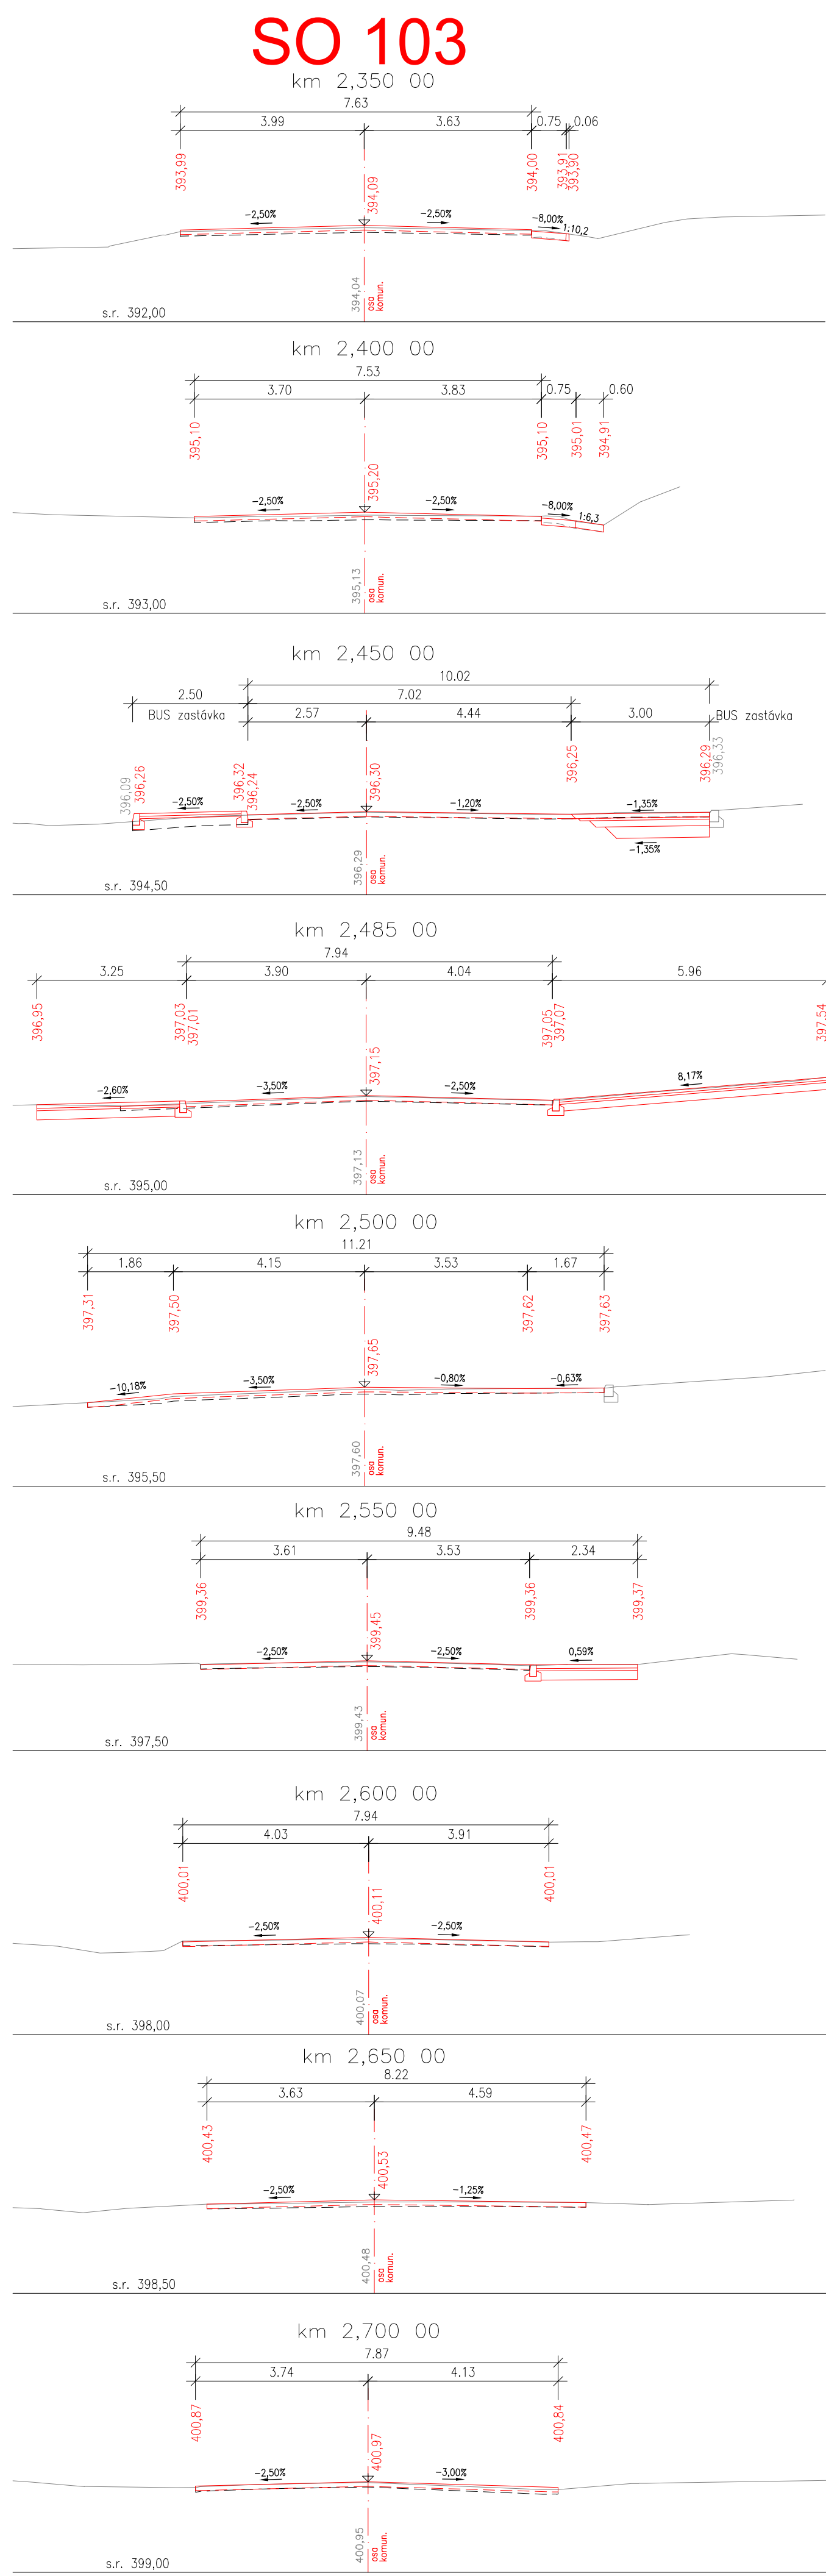 SO 103
km 2,350 00
7.63
3.99 3.63 0.75 0.06
393,99 394,09 394,00 393,91 393,90
-2,50% -2,50% -8,00% 1:10,2
394,04 osa komun.
s.r. 392,00
km 2,400 00
7.53
3.70 3.83 0.75 0.60
395,10 395,20 395,10 395,01 394,91
-2,50% -2,50% -8,00% 1:6,3
395,13 osa komun.
s.r. 393,00
km 2,450 00
10.02
2.50 7.02
BUS zastávka 2.57 4.44 3.00 BUS zastávka
396,09 396,26 396,32 396,24 396,30 396,25 396,29 396,33
-2,50% -2,50% -1,20% -1,35%
-1,35%
396,29 osa komun.
s.r. 394,50
km 2,485 00
7.94
3.25 3.90 4.04 5.96
396,95 397,03 397,01 397,15 397,05 397,07 397,54
-2,60% -3,50% -2,50% 8,17%
397,13 osa komun.
s.r. 395,00
km 2,500 00
11.21
1.86 4.15 3.53 1.67
397,31 397,50 397,65 397,62 397,63
-10,18% -3,50% -0,80% -0,63%
397,60 osa komun.
s.r. 395,50
km 2,550 00
9.48
3.61 3.53 2.34
399,36 399,45 399,36 399,37
-2,50% -2,50% 0,59%
399,43 osa komun.
s.r. 397,50
km 2,600 00
7.94
4.03 3.91
400,01 400,11 400,01
-2,50% -2,50%
400,07 osa komun.
s.r. 398,00
km 2,650 00
8.22
3.63 4.59
400,43 400,53 400,47
-2,50% -1,25%
400,48 osa komun.
s.r. 398,50
km 2,700 00
7.87
3.74 4.13
400,87 400,97 400,84
-2,50% -3,00%
400,95 osa komun.
s.r. 399,00